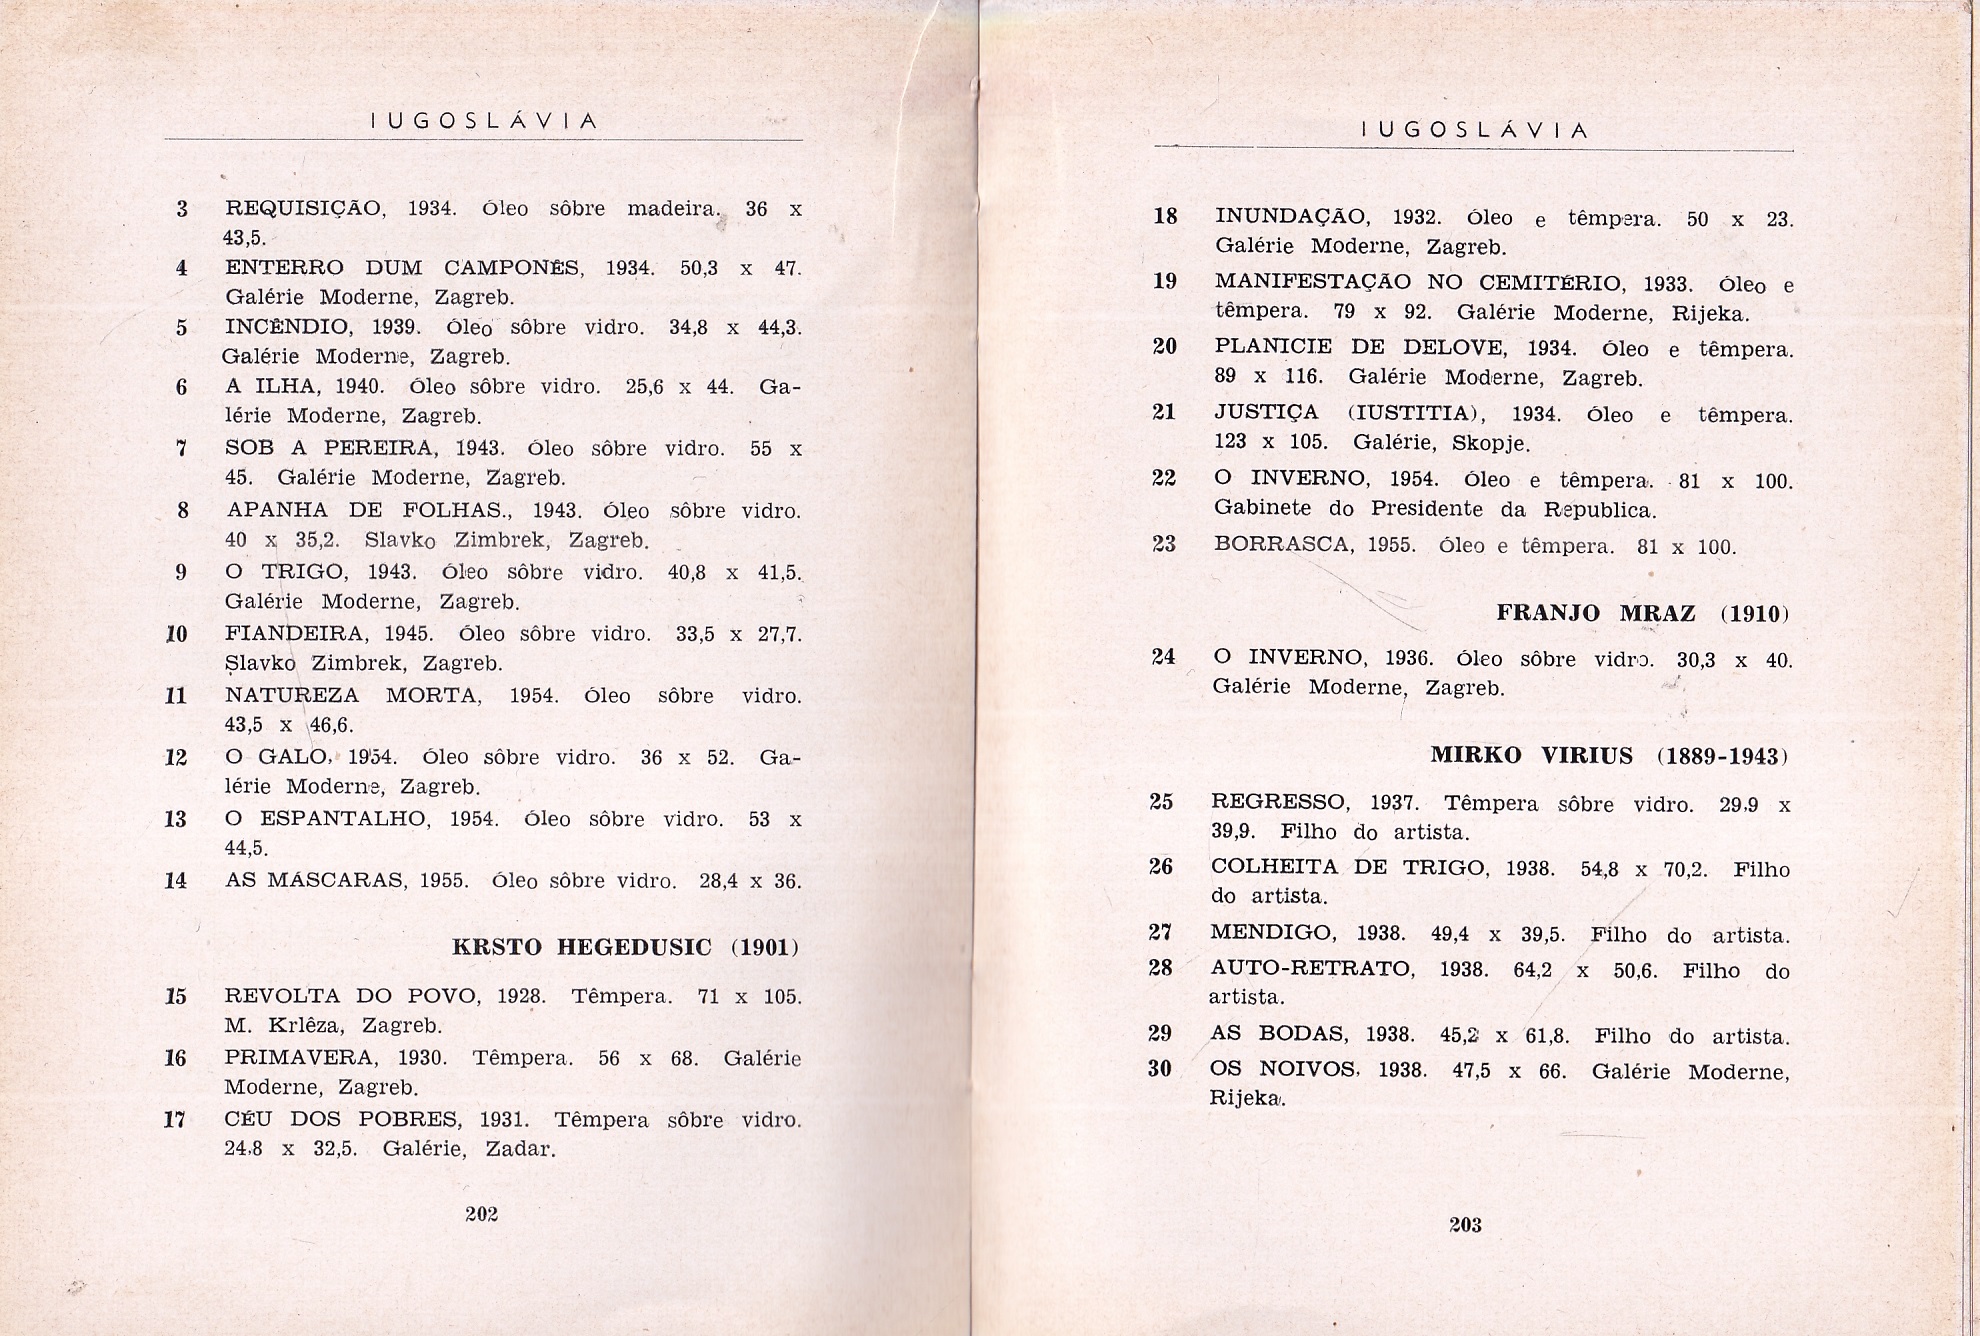 IUGOSLÁVIA
3 REQUISIÇÃO, 1934. Óleo sôbre madeira. 36 x
43,5.
4 ENTERRO DUM CAMPONÊS, 1934. 50,3 x 47.
Galérie Moderne, Zagreb.
5 INCÊNDIO, 1939. Óleo sôbre vidro. 34,8 x 44,3.
Galérie Moderne, Zagreb.
6 A ILHA, 1940. Óleo sôbre vidro. 25,6 x 44. Ga-
lérie Moderne, Zagreb.
7 SOB A PEREIRA, 1943. Óleo sôbre vidro. 55 x
45. Galérie Moderne, Zagreb.
8 APANHA DE FOLHAS., 1943. Óleo sôbre vidro.
40 x 35,2. Slavko Zimbrek, Zagreb.
9 O TRIGO, 1943. Óleo sôbre vidro. 40,8 x 41,5.
Galérie Moderne, Zagreb.
10 FIANDEIRA, 1945. Óleo sôbre vidro. 33,5 x 27,7.
Slavko Zimbrek, Zagreb.
11 NATUREZA MORTA, 1954. Óleo sôbre vidro.
43,5 x 46,6.
12 O GALO, 1954. Óleo sôbre vidro. 36 x 52. Ga-
lérie Moderne, Zagreb.
13 O ESPANTALHO, 1954. Óleo sôbre vidro. 53 x
44,5.
14 AS MÁSCARAS, 1955. Óleo sôbre vidro. 28,4 x 36.
KRSTO HEGEDUSIC (1901)
15 REVOLTA DO POVO, 1928. Têmpera. 71 x 105.
M. Krlêza, Zagreb.
16 PRIMAVERA, 1930. Têmpera. 56 x 68. Galérie
Moderne, Zagreb.
17 CÉU DOS POBRES, 1931. Têmpera sôbre vidro.
24,8 x 32,5. Galérie, Zadar.
202
IUGOSLÁVIA
18 INUNDAÇÃO, 1932. Óleo e têmpera. 50 x 23.
Galérie Moderne, Zagreb.
19 MANIFESTAÇÃO NO CEMITÉRIO, 1933. Óleo e
têmpera. 79 x 92. Galérie Moderne, Rijeka.
20 PLANICIE DE DELOVE, 1934. Óleo e têmpera.
89 x 116. Galérie Moderne, Zagreb.
21 JUSTIÇA (IUSTITIA), 1934. Óleo e têmpera.
123 x 105. Galérie, Skopje.
22 O INVERNO, 1954. Óleo e têmpera. 81 x 100.
Gabinete do Presidente da Republica.
23 BORRASCA, 1955. Óleo e têmpera. 81 x 100.
FRANJO MRAZ (1910)
24 O INVERNO, 1936. Óleo sôbre vidro. 30,3 x 40.
Galérie Moderne, Zagreb.
MIRKO VIRIUS (1889-1943)
25 REGRESSO, 1937. Têmpera sôbre vidro. 29,9 x
39,9. Filho do artista.
26 COLHEITA DE TRIGO, 1938. 54,8 x 70,2. Filho
do artista.
27 MENDIGO, 1938. 49,4 x 39,5. Filho do artista.
28 AUTO-RETRATO, 1938. 64,2 x 50,6. Filho do
artista.
29 AS BODAS, 1938. 45,2 x 61,8. Filho do artista.
30 OS NOIVOS, 1938. 47,5 x 66. Galérie Moderne,
Rijeka.
203